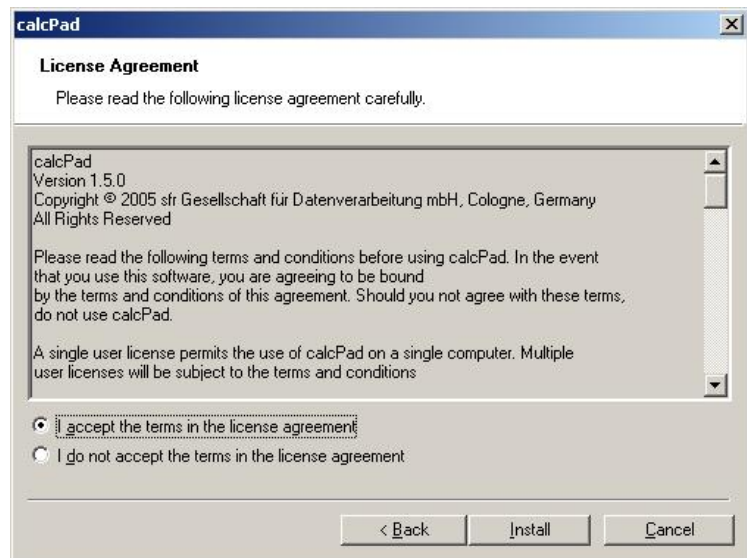 calcPad
License Agreement
Please read the following license agreement carefully.
calcPad
Version 1.5.0
Copyright © 2005 sfr Gesellschaft für Datenverarbeitung mbH, Cologne, Germany
All Rights Reserved
Please read the following terms and conditions before using calcPad. In the event
that you use this software, you are agreeing to be bound
by the terms and conditions of this agreement. Should you not agree with these terms,
do not use calcPad.
A single user license permits the use of calcPad on a single computer. Multiple
user licenses will be subject to the terms and conditions
I accept the terms in the license agreement
I do not accept the terms in the license agreement
< Back Install Cancel